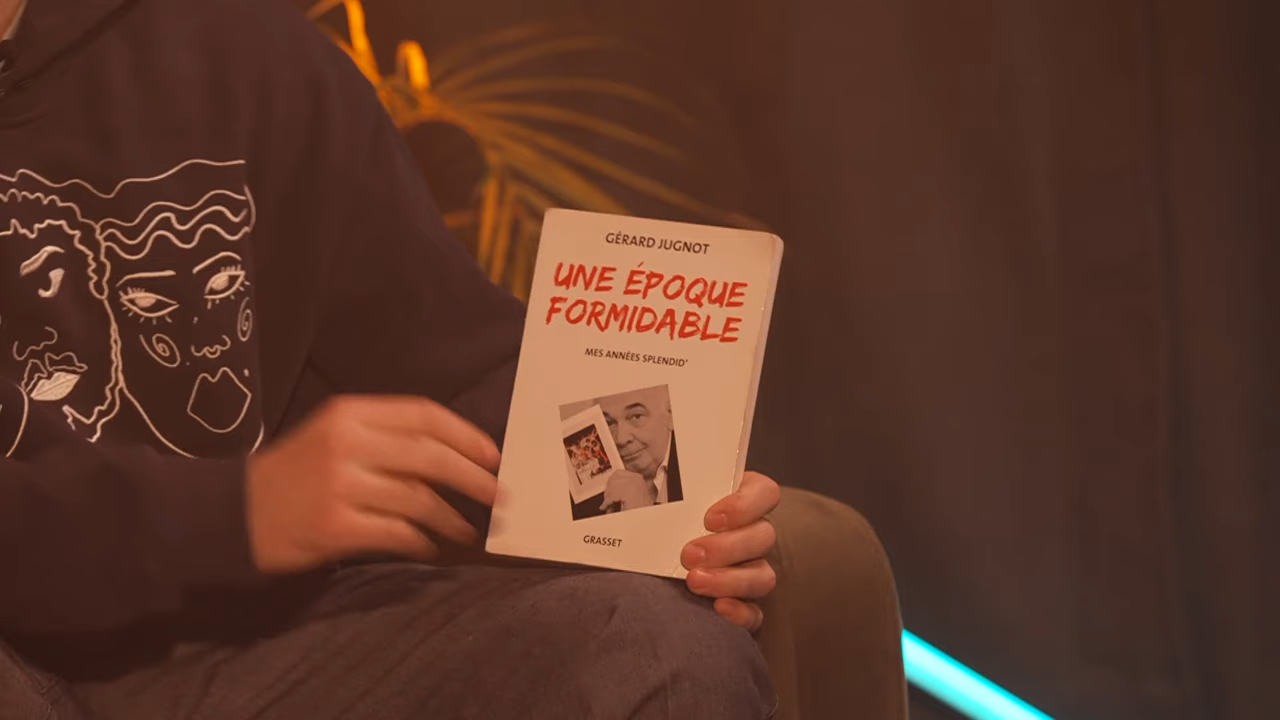 GÉRARD JUGNOT
UNE ÉPOQUE
FORMIDABLE
MES ANNÉES SPLENDID'
GRASSET